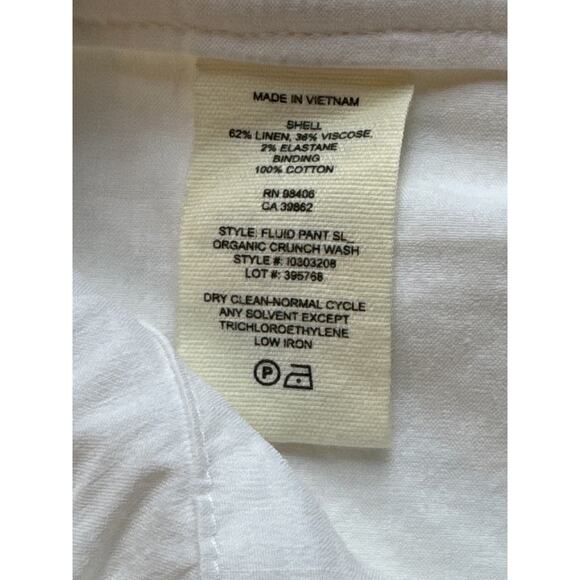 MADE IN VIETNAM
SHELL
62% LINEN, 36% VISCOSE,
2% ELASTANE
BINDING
100% COTTON
RN 98406
CA 39862
STYLE: FLUID PANT SL_
ORGANIC CRUNCH WASH
STYLE #: I0303208
LOT #: 395768
DRY CLEAN-NORMAL CYCLE
ANY SOLVENT EXCEPT
TRICHLOROETHYLENE
LOW IRON
P